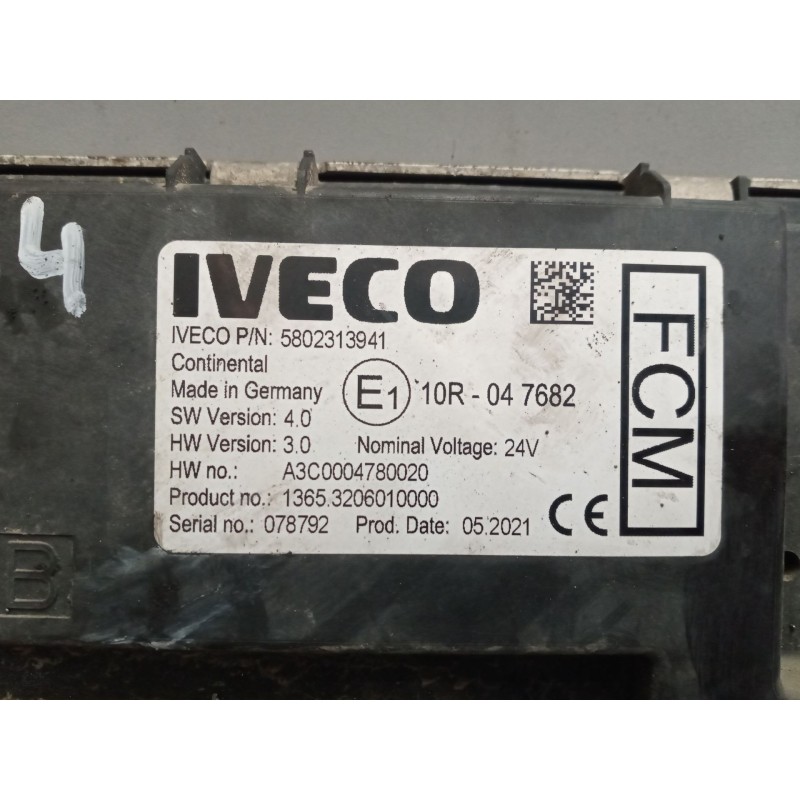 4
IVECO
IVECO P/N: 5802313941
Continental
Made in Germany
E1 10R - 04 7682
SW Version: 4.0
HW Version: 3.0 Nominal Voltage: 24V
HW no.: A3C0004780020
Product no.: 1365.3206010000
Serial no.: 078792 Prod. Date: 05.2021
CE
FCM
B